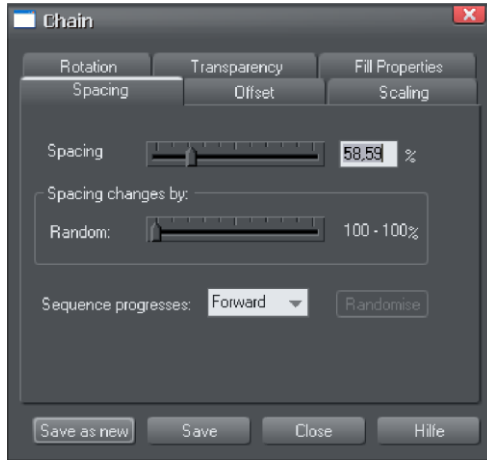 Chain
Rotation Transparency Fill Properties
Spacing Offset Scaling
Spacing 58,59 %
Spacing changes by:
Random: 100 - 100%
Sequence progresses: Forward Randomise
Save as new Save Close Hilfe